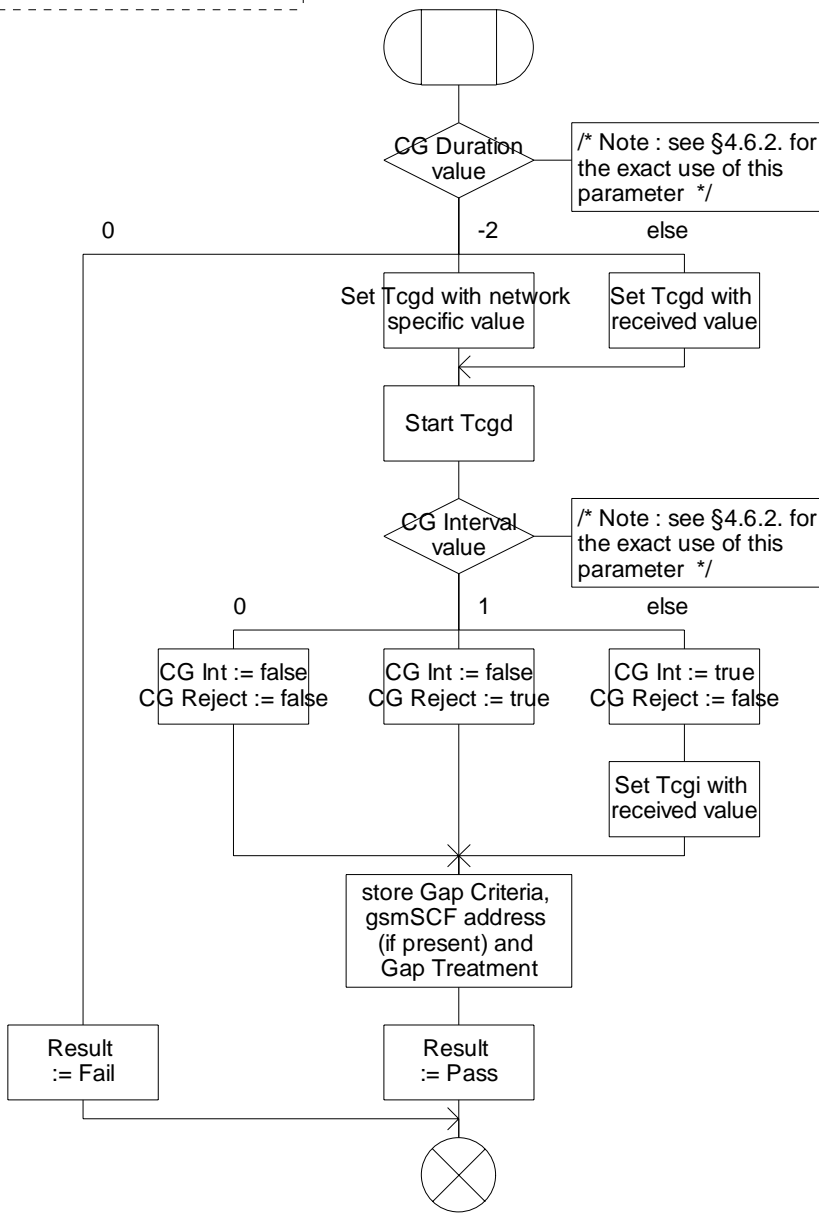 CG Duration
value
/* Note : see §4.6.2. for
the exact use of this
parameter */
0
-2
else
Set Tcgd with network
specific value
Set Tcgd with
received value
Start Tcgd
CG Interval
value
/* Note : see §4.6.2. for
the exact use of this
parameter */
0
1
else
CG Int := false
CG Reject := false
CG Int := false
CG Reject := true
CG Int := true
CG Reject := false
Set Tcgi with
received value
store Gap Criteria,
gsmSCF address
(if present) and
Gap Treatment
Result
:= Fail
Result
:= Pass